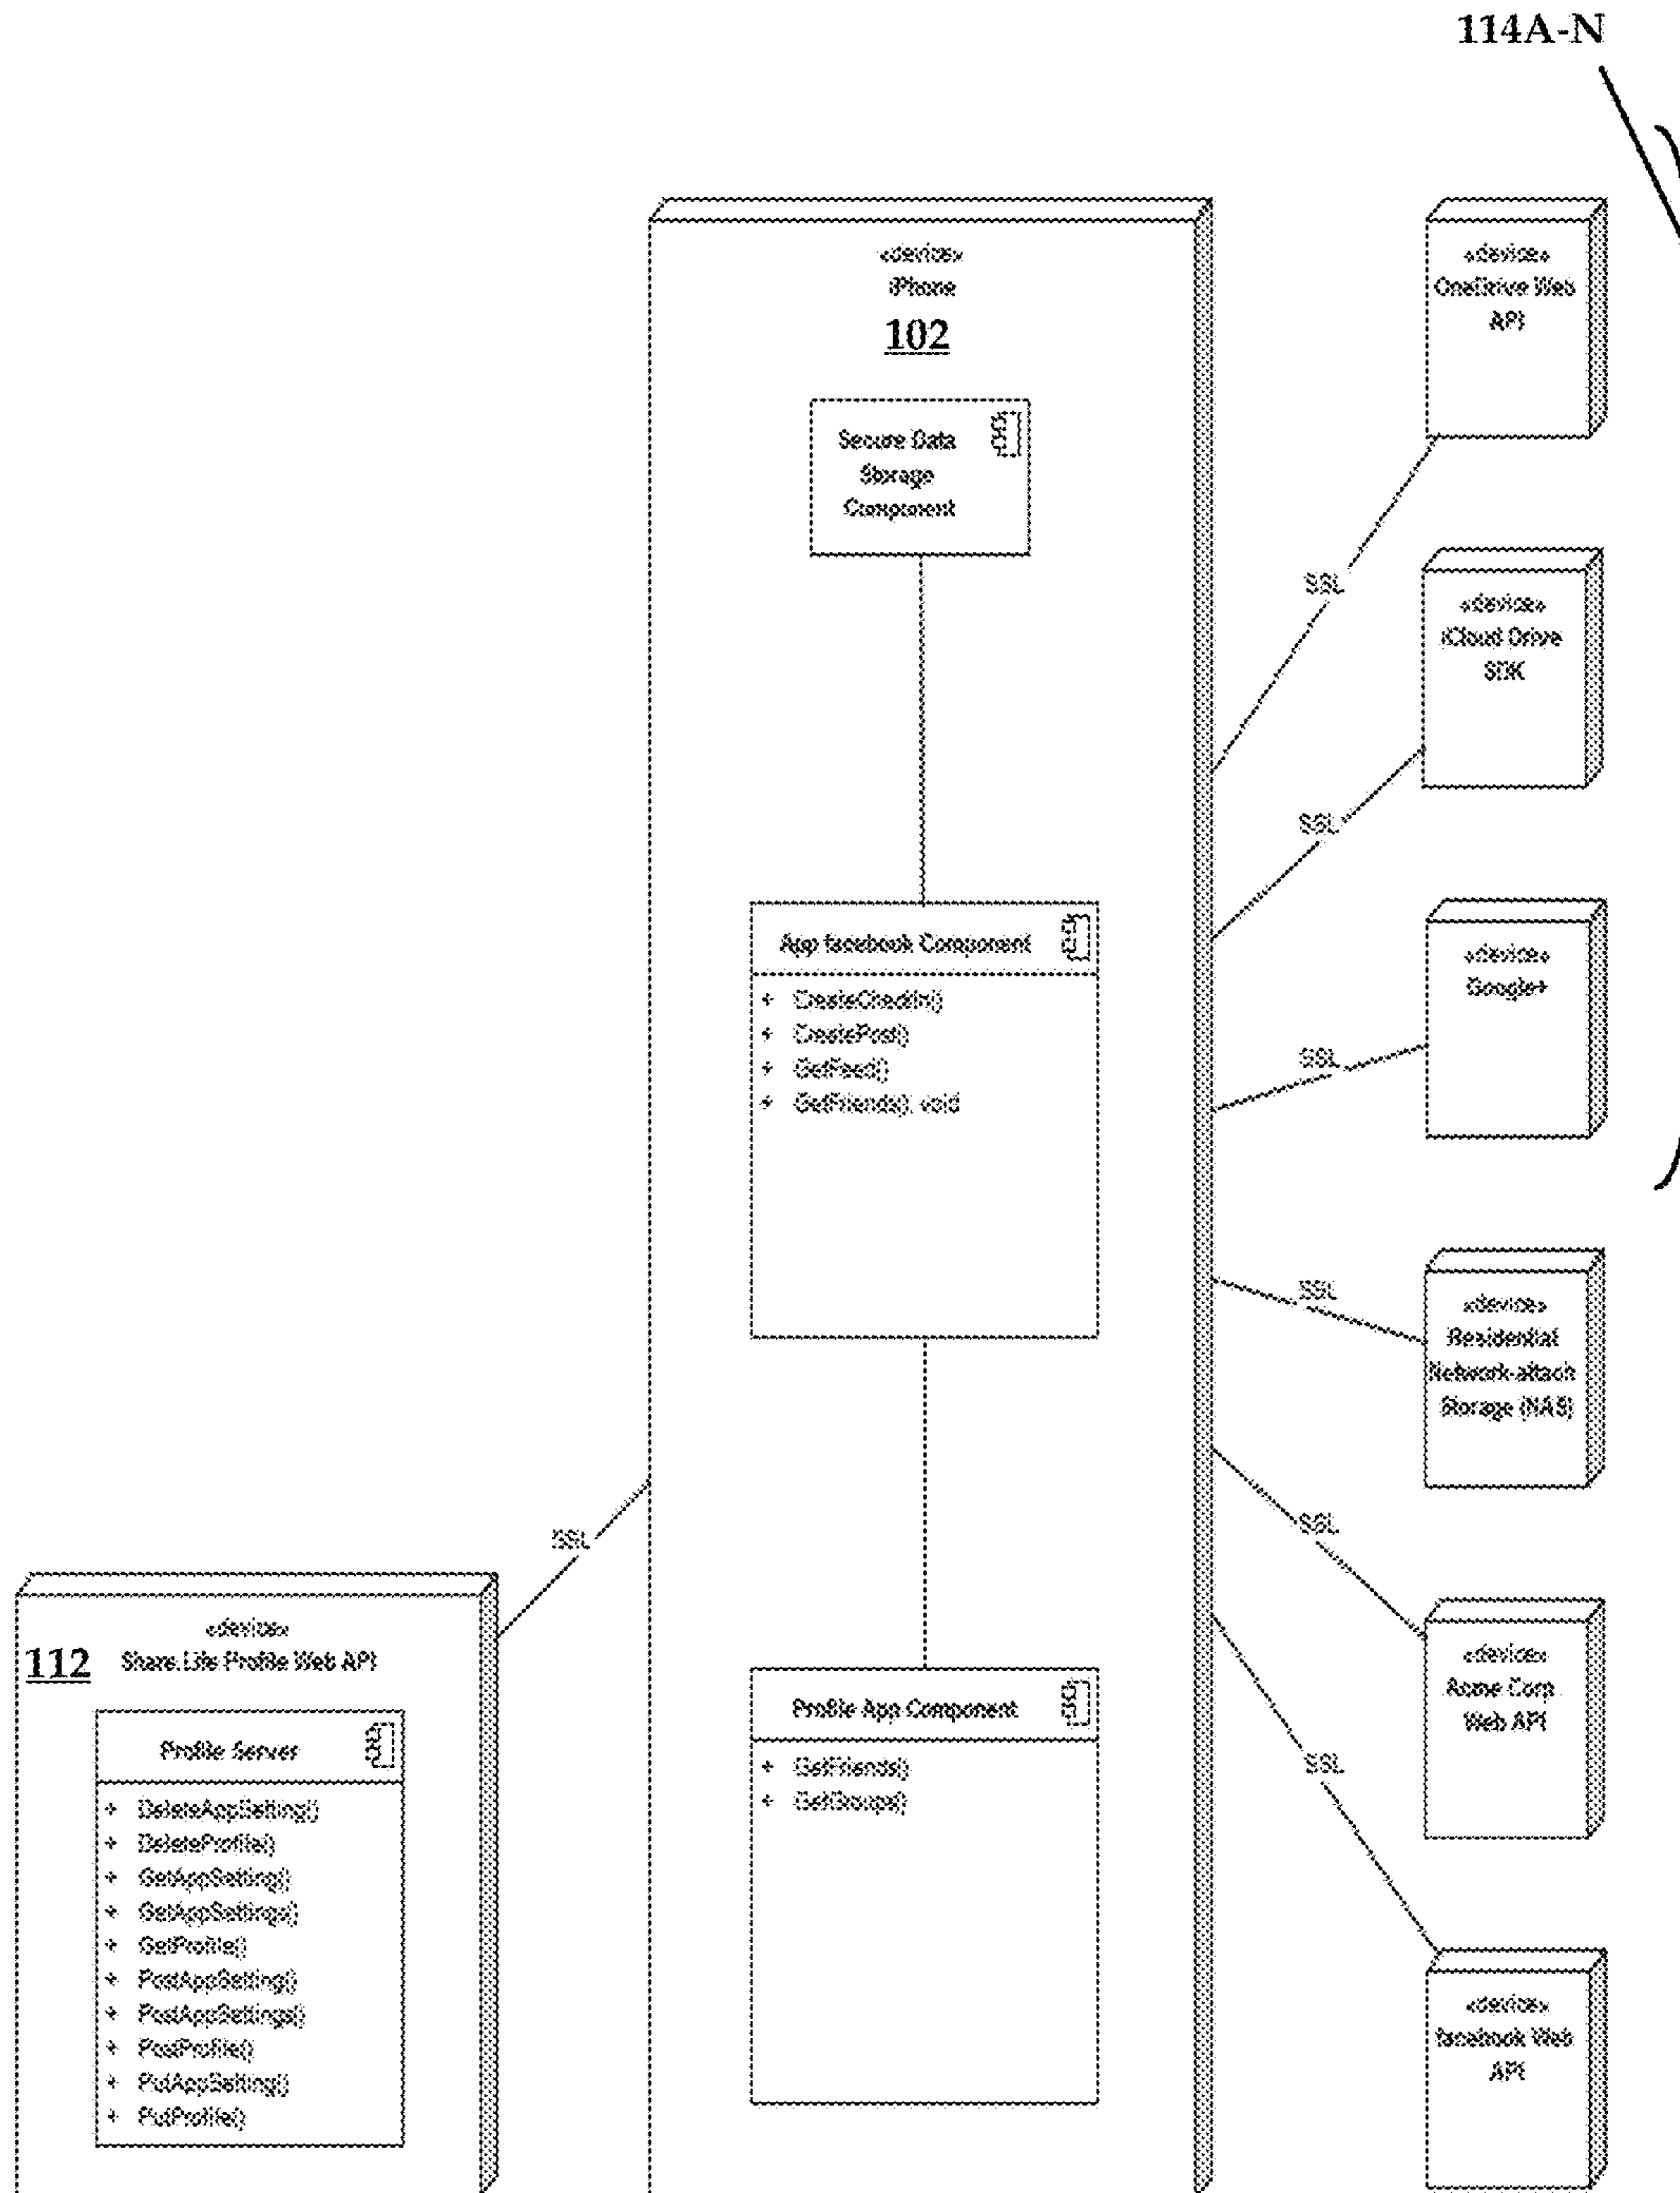 114A-N
«device»
iPhone
102
Secure Data
Storage
Component
App facebook Component
+ CreateCheckIn()
+ CreatePost()
+ GetFeed()
+ GetFriends(): void
Profile App Component
+ GetFriends()
+ GetGroups()
«device»
OneDrive Web
API
SSL
«device»
iCloud Drive
SDK
SSL
«device»
Google+
SSL
«device»
Residential
Network-attach
Storage (NAS)
SSL
«device»
Acme Corp
Web API
SSL
«device»
facebook Web
API
SSL
SSL
«device»
112 Share.Life Profile Web API
Profile Server
+ DeleteAppSetting()
+ DeleteProfile()
+ GetAppSetting()
+ GetAppSettings()
+ GetProfile()
+ PostAppSetting()
+ PostAppSettings()
+ PostProfile()
+ PutAppSetting()
+ PutProfile()